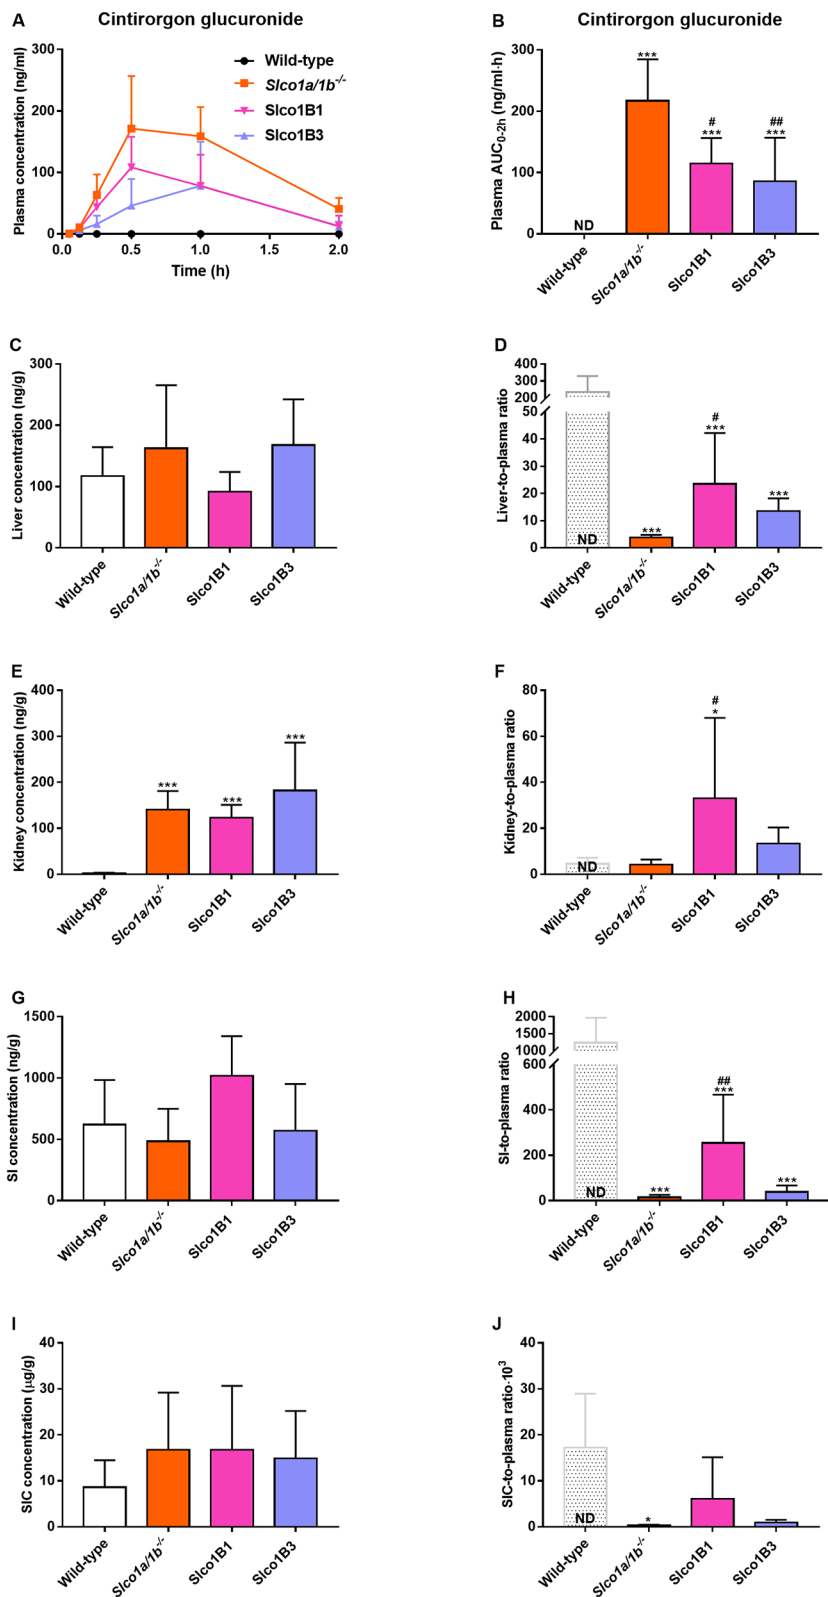 A
Cintirorgon glucuronide
Plasma concentration (ng/ml)
300
200
100
0
0.0
0.5
1.0
1.5
2.0
Time (h)
Wild-type
Slco1a/1b-/-
Slco1B1
Slco1B3
B
Cintirorgon glucuronide
Plasma AUC0-2h (ng/ml·h)
300
200
100
0
ND
***
#
***
##
***
Wild-type
Slco1a/1b-/-
Slco1B1
Slco1B3
C
Liver concentration (ng/g)
300
200
100
0
Wild-type
Slco1a/1b-/-
Slco1B1
Slco1B3
D
Liver-to-plasma ratio
400
300
200
50
40
30
20
10
0
ND
***
#
***
***
Wild-type
Slco1a/1b-/-
Slco1B1
Slco1B3
E
Kidney concentration (ng/g)
400
300
200
100
0
***
***
***
Wild-type
Slco1a/1b-/-
Slco1B1
Slco1B3
F
Kidney-to-plasma ratio
80
60
40
20
0
ND
#
*
Wild-type
Slco1a/1b-/-
Slco1B1
Slco1B3
G
SI concentration (ng/g)
1500
1000
500
0
Wild-type
Slco1a/1b-/-
Slco1B1
Slco1B3
H
SI-to-plasma ratio
2000
1500
1000
600
400
200
0
ND
***
##
***
***
Wild-type
Slco1a/1b-/-
Slco1B1
Slco1B3
I
SIC concentration (µg/g)
40
30
20
10
0
Wild-type
Slco1a/1b-/-
Slco1B1
Slco1B3
J
SIC-to-plasma ratio·10³
40
30
20
10
0
ND
*
Wild-type
Slco1a/1b-/-
Slco1B1
Slco1B3